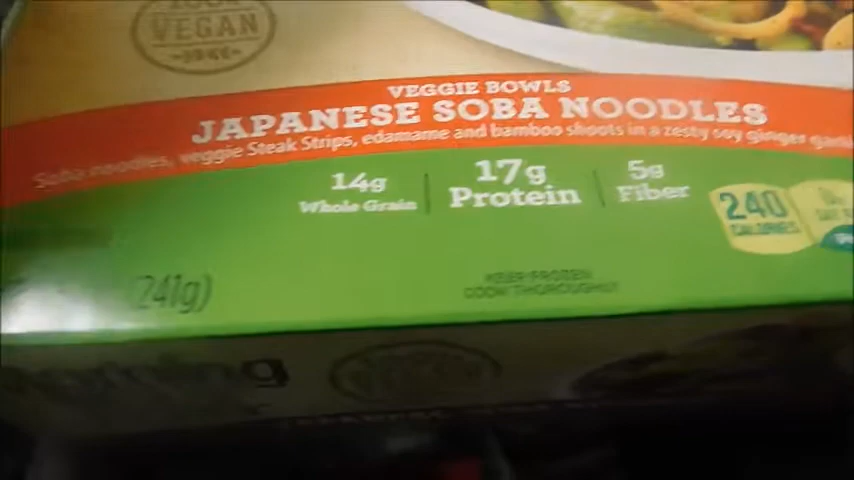 100%
VEGAN
VEGGIE BOWLS
JAPANESE SOBA NOODLES
Soba noodles, veggie Steak Strips, edamame and bamboo shoots in a zesty soy ginger
14g
Whole Grain
17g
Protein
5g
Fiber
240
CALORIES
0g
(241g)
KEEP FROZEN
COOK THOROUGHLY